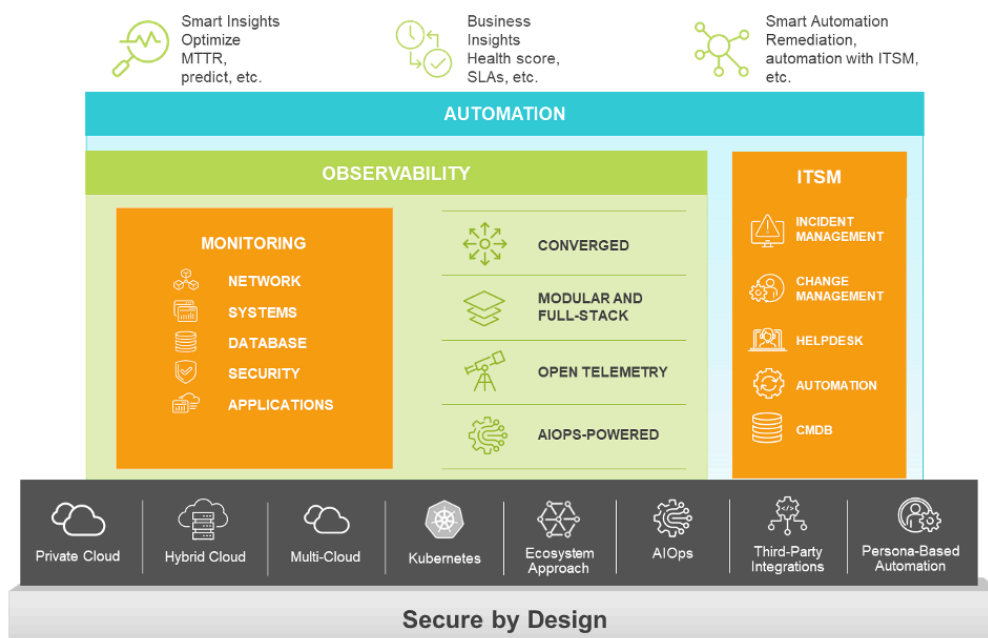 Smart Insights
Optimize
MTTR,
predict, etc.
Business
Insights
Health score,
SLAs, etc.
Smart Automation
Remediation,
automation with ITSM,
etc.
AUTOMATION
OBSERVABILITY
MONITORING
NETWORK
SYSTEMS
DATABASE
SECURITY
APPLICATIONS
CONVERGED
MODULAR AND
FULL-STACK
OPEN TELEMETRY
AIOPS-POWERED
ITSM
INCIDENT
MANAGEMENT
CHANGE
MANAGEMENT
HELPDESK
AUTOMATION
CMDB
Private Cloud
Hybrid Cloud
Multi-Cloud
Kubernetes
Ecosystem
Approach
AIOps
</>
Third-Party
Integrations
Persona-Based
Automation
Secure by Design